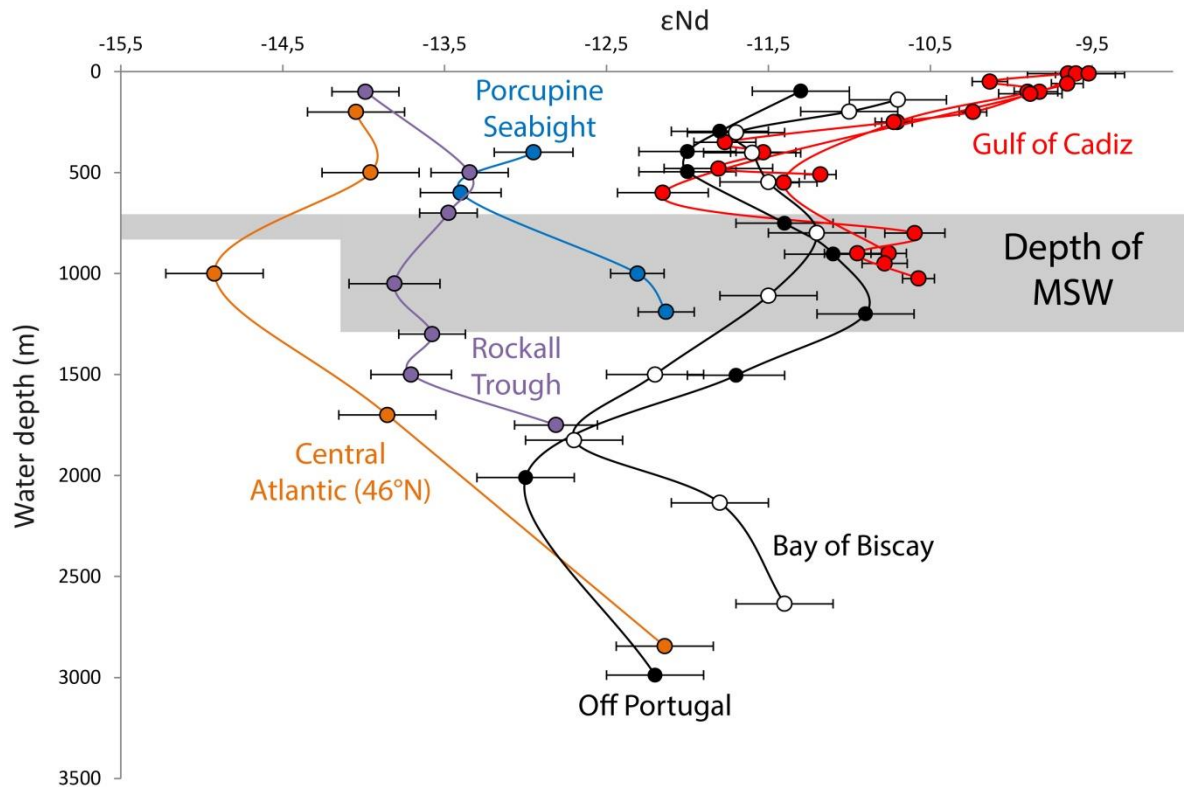 εNd
-15,5 -14,5 -13,5 -12,5 -11,5 -10,5 -9,5
0
Porcupine
Seabight
Gulf of Cadiz
500
Depth of
MSW
1000
Rockall
Trough
1500
Central
Atlantic (46°N)
2000
Bay of Biscay
2500
3000
Off Portugal
3500
Water depth (m)